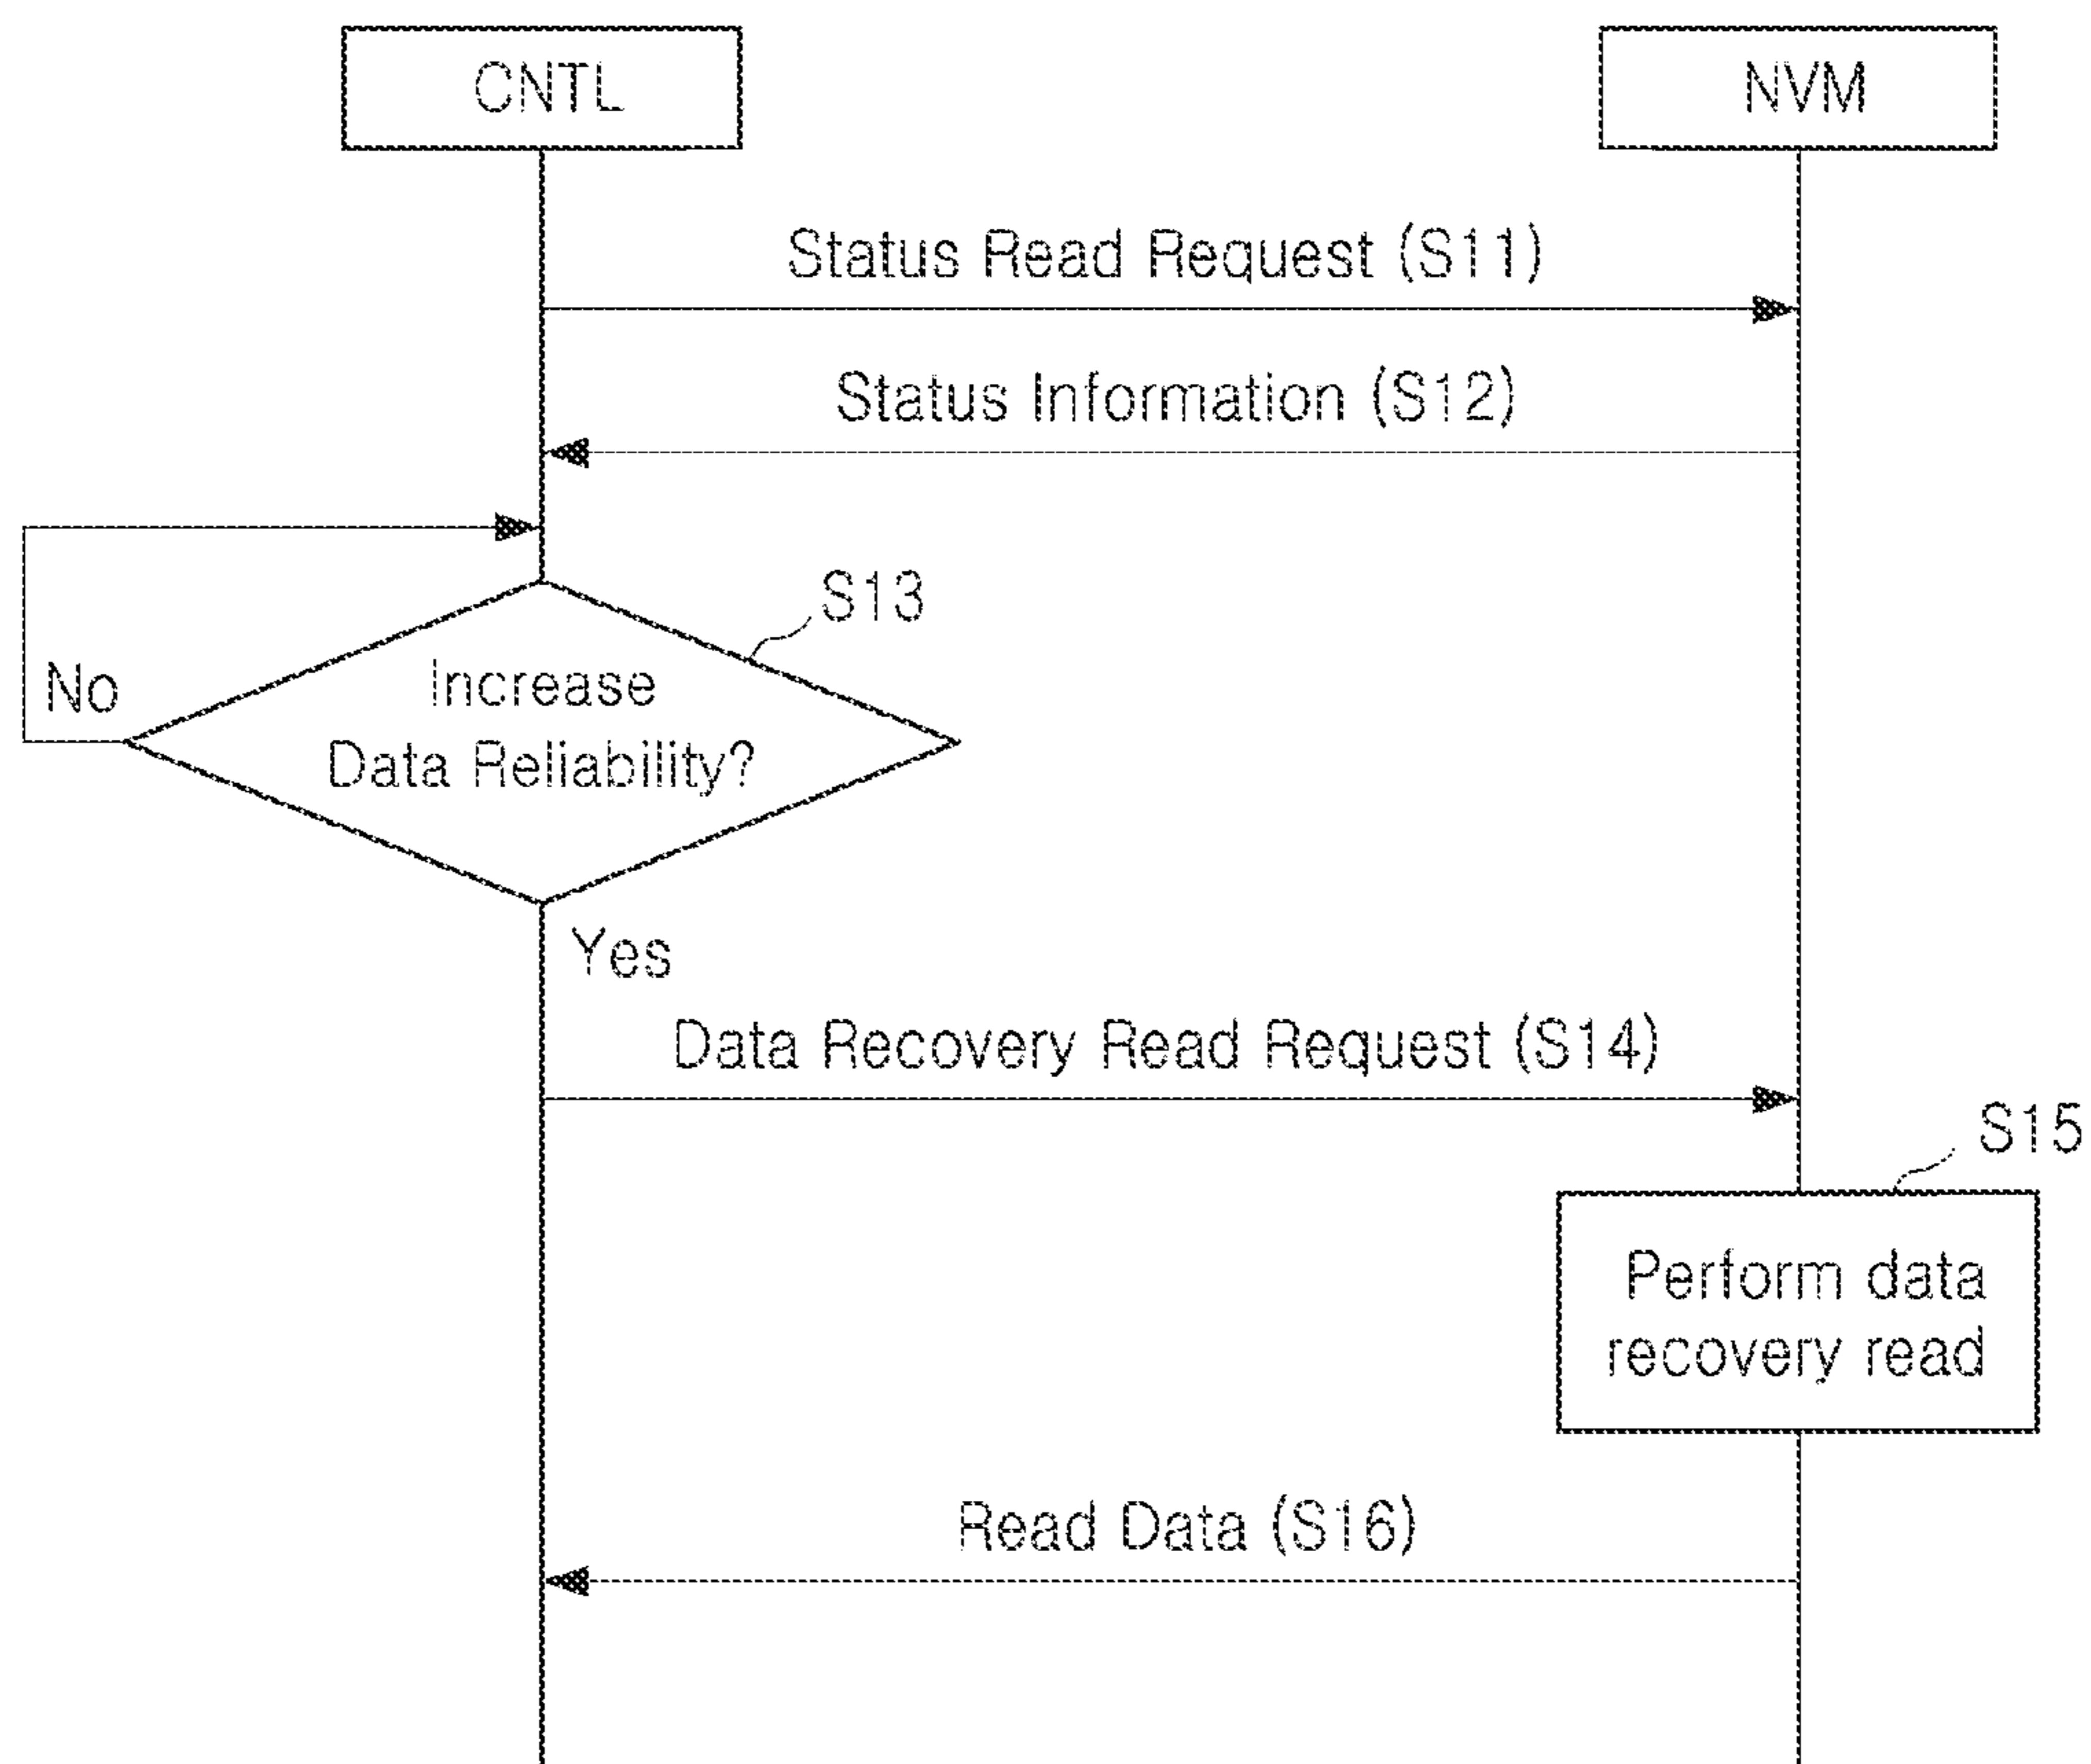 CNTL
NVM
Status Read Request (S11)
Status Information (S12)
S13
No
Increase
Data Reliability?
Yes
Data Recovery Read Request (S14)
S15
Perform data
recovery read
Read Data (S16)